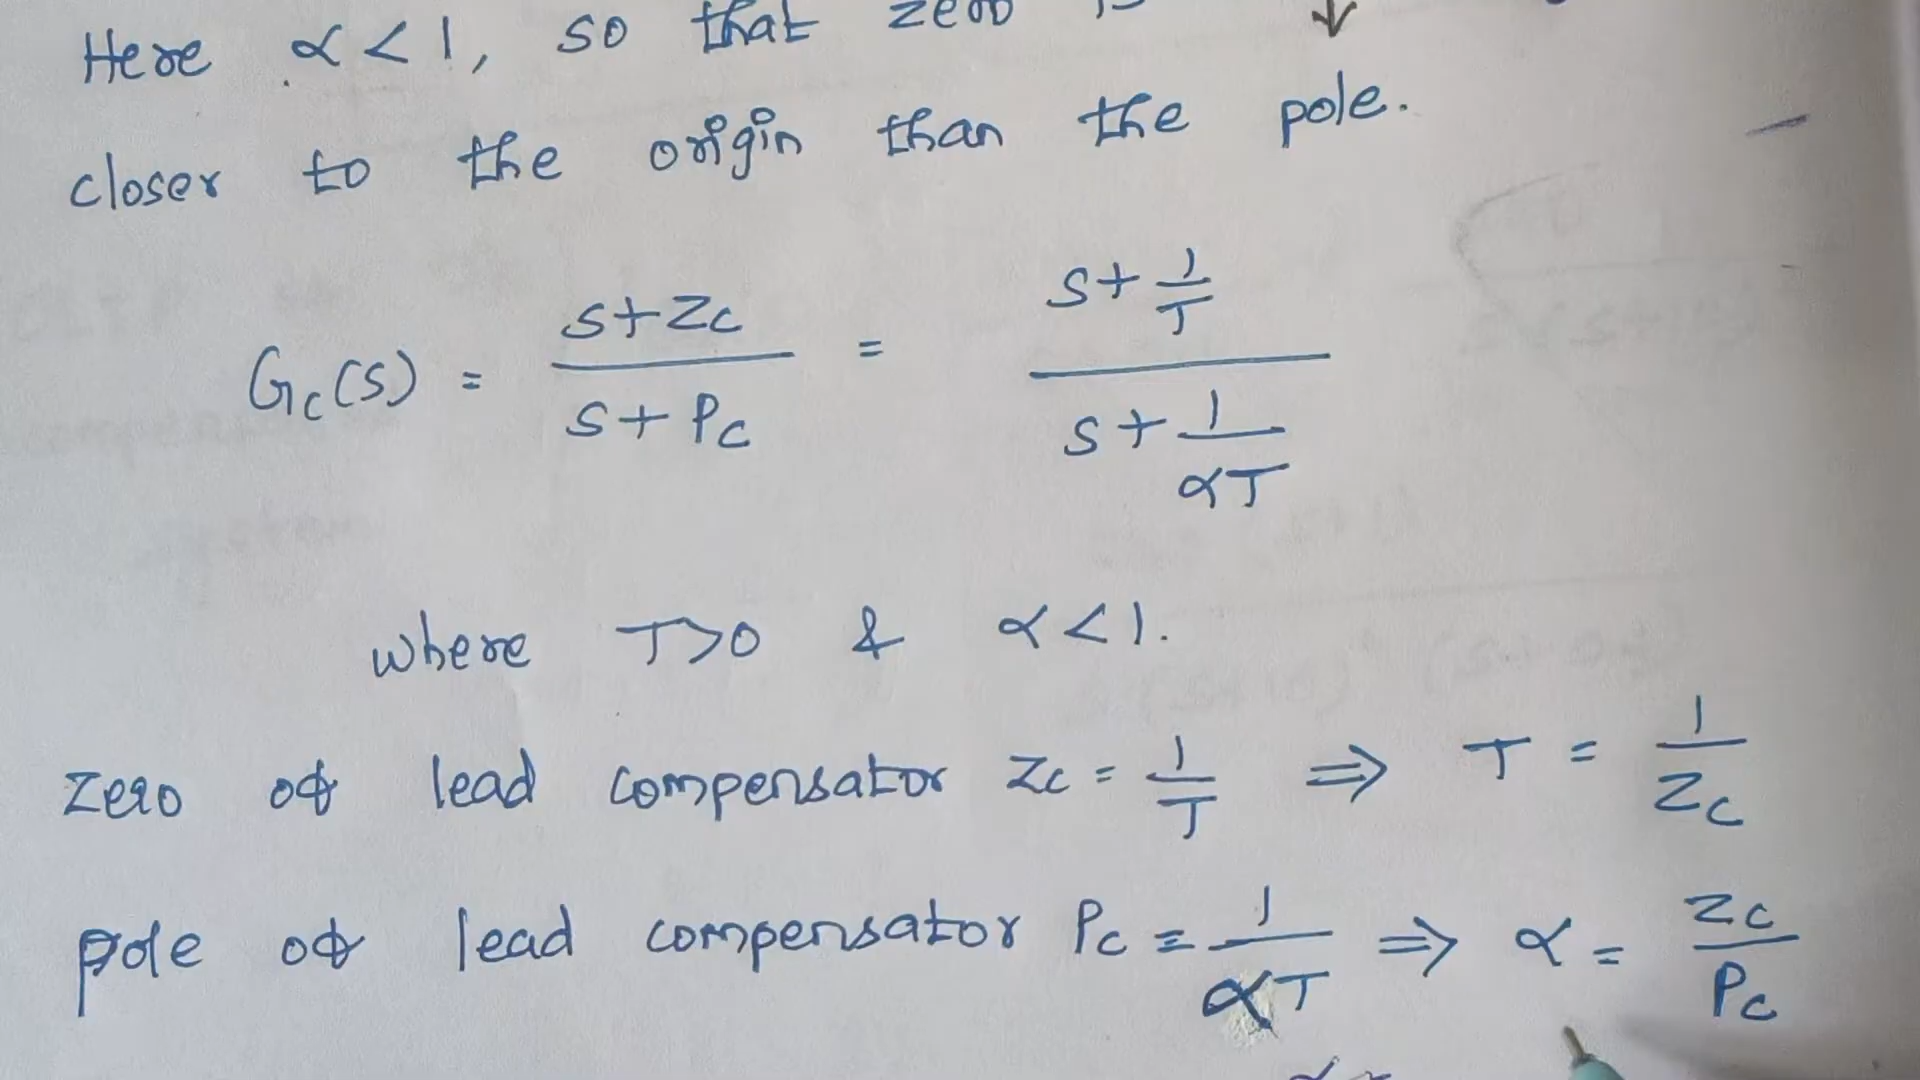 Here α < 1, so that zero
closer to the origin than the pole.
Gc(s) = (s+Zc)/(s+Pc) = (s+1/T)/(s+1/αT)
where T>0 & α<1.
Zero of lead compensator Zc = 1/T ⇒ T = 1/Zc
pole of lead compensator Pc = 1/αT ⇒ α = Zc/Pc